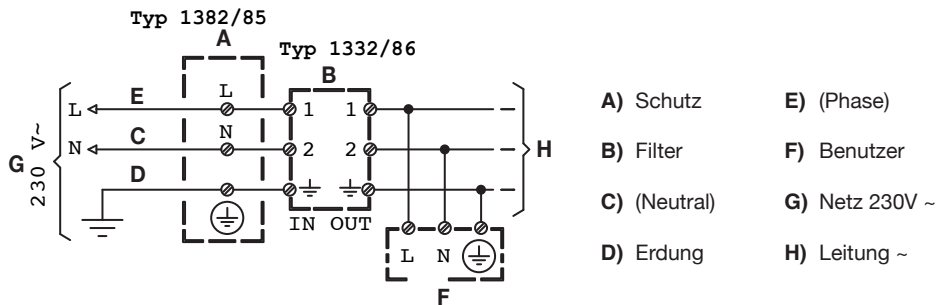 Typ 1382/85
A
Typ 1332/86
B
L
E
L
1
1
N
C
N
2
2
H
G
230 V~
D
IN OUT
L N
F
A) Schutz
B) Filter
C) (Neutral)
D) Erdung
E) (Phase)
F) Benutzer
G) Netz 230V ~
H) Leitung ~